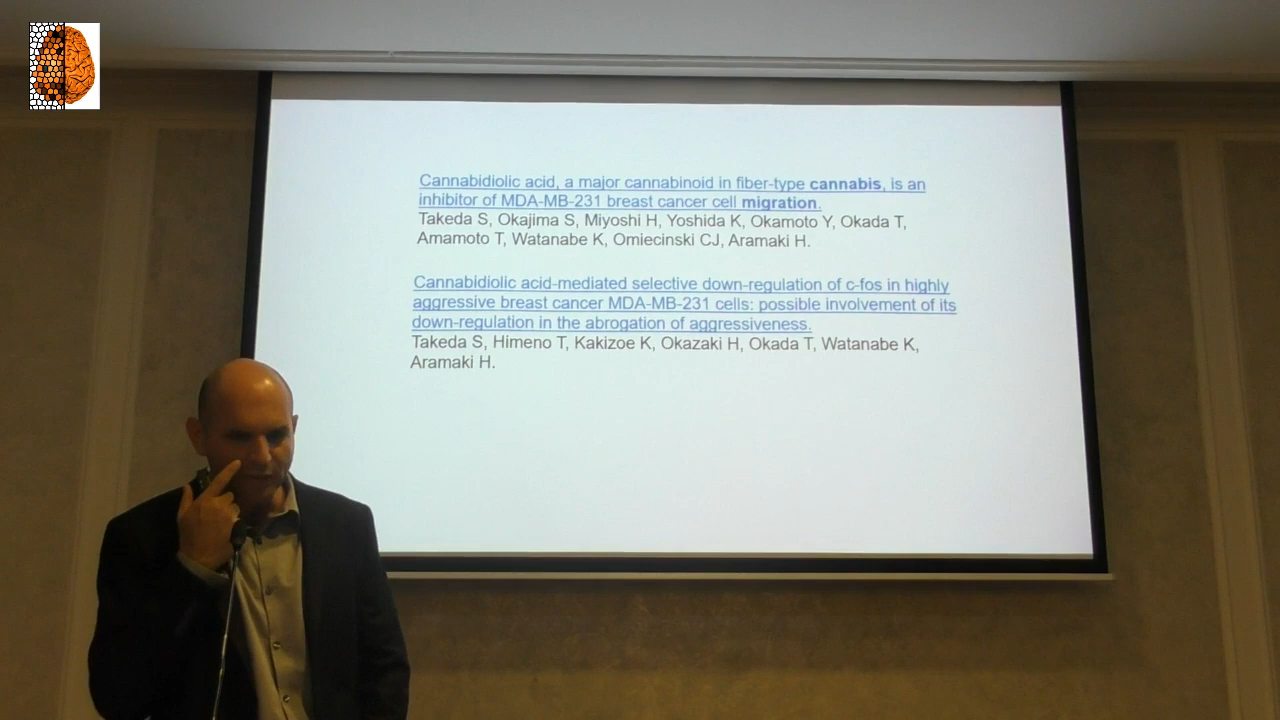 Cannabidiolic acid, a major cannabinoid in fiber-type cannabis, is an
inhibitor of MDA-MB-231 breast cancer cell migration.
Takeda S, Okajima S, Miyoshi H, Yoshida K, Okamoto Y, Okada T,
Amamoto T, Watanabe K, Omiecinski CJ, Aramaki H.
Cannabidiolic acid-mediated selective down-regulation of c-fos in highly
aggressive breast cancer MDA-MB-231 cells: possible involvement of its
down-regulation in the abrogation of aggressiveness.
Takeda S, Himeno T, Kakizoe K, Okazaki H, Okada T, Watanabe K,
Aramaki H.